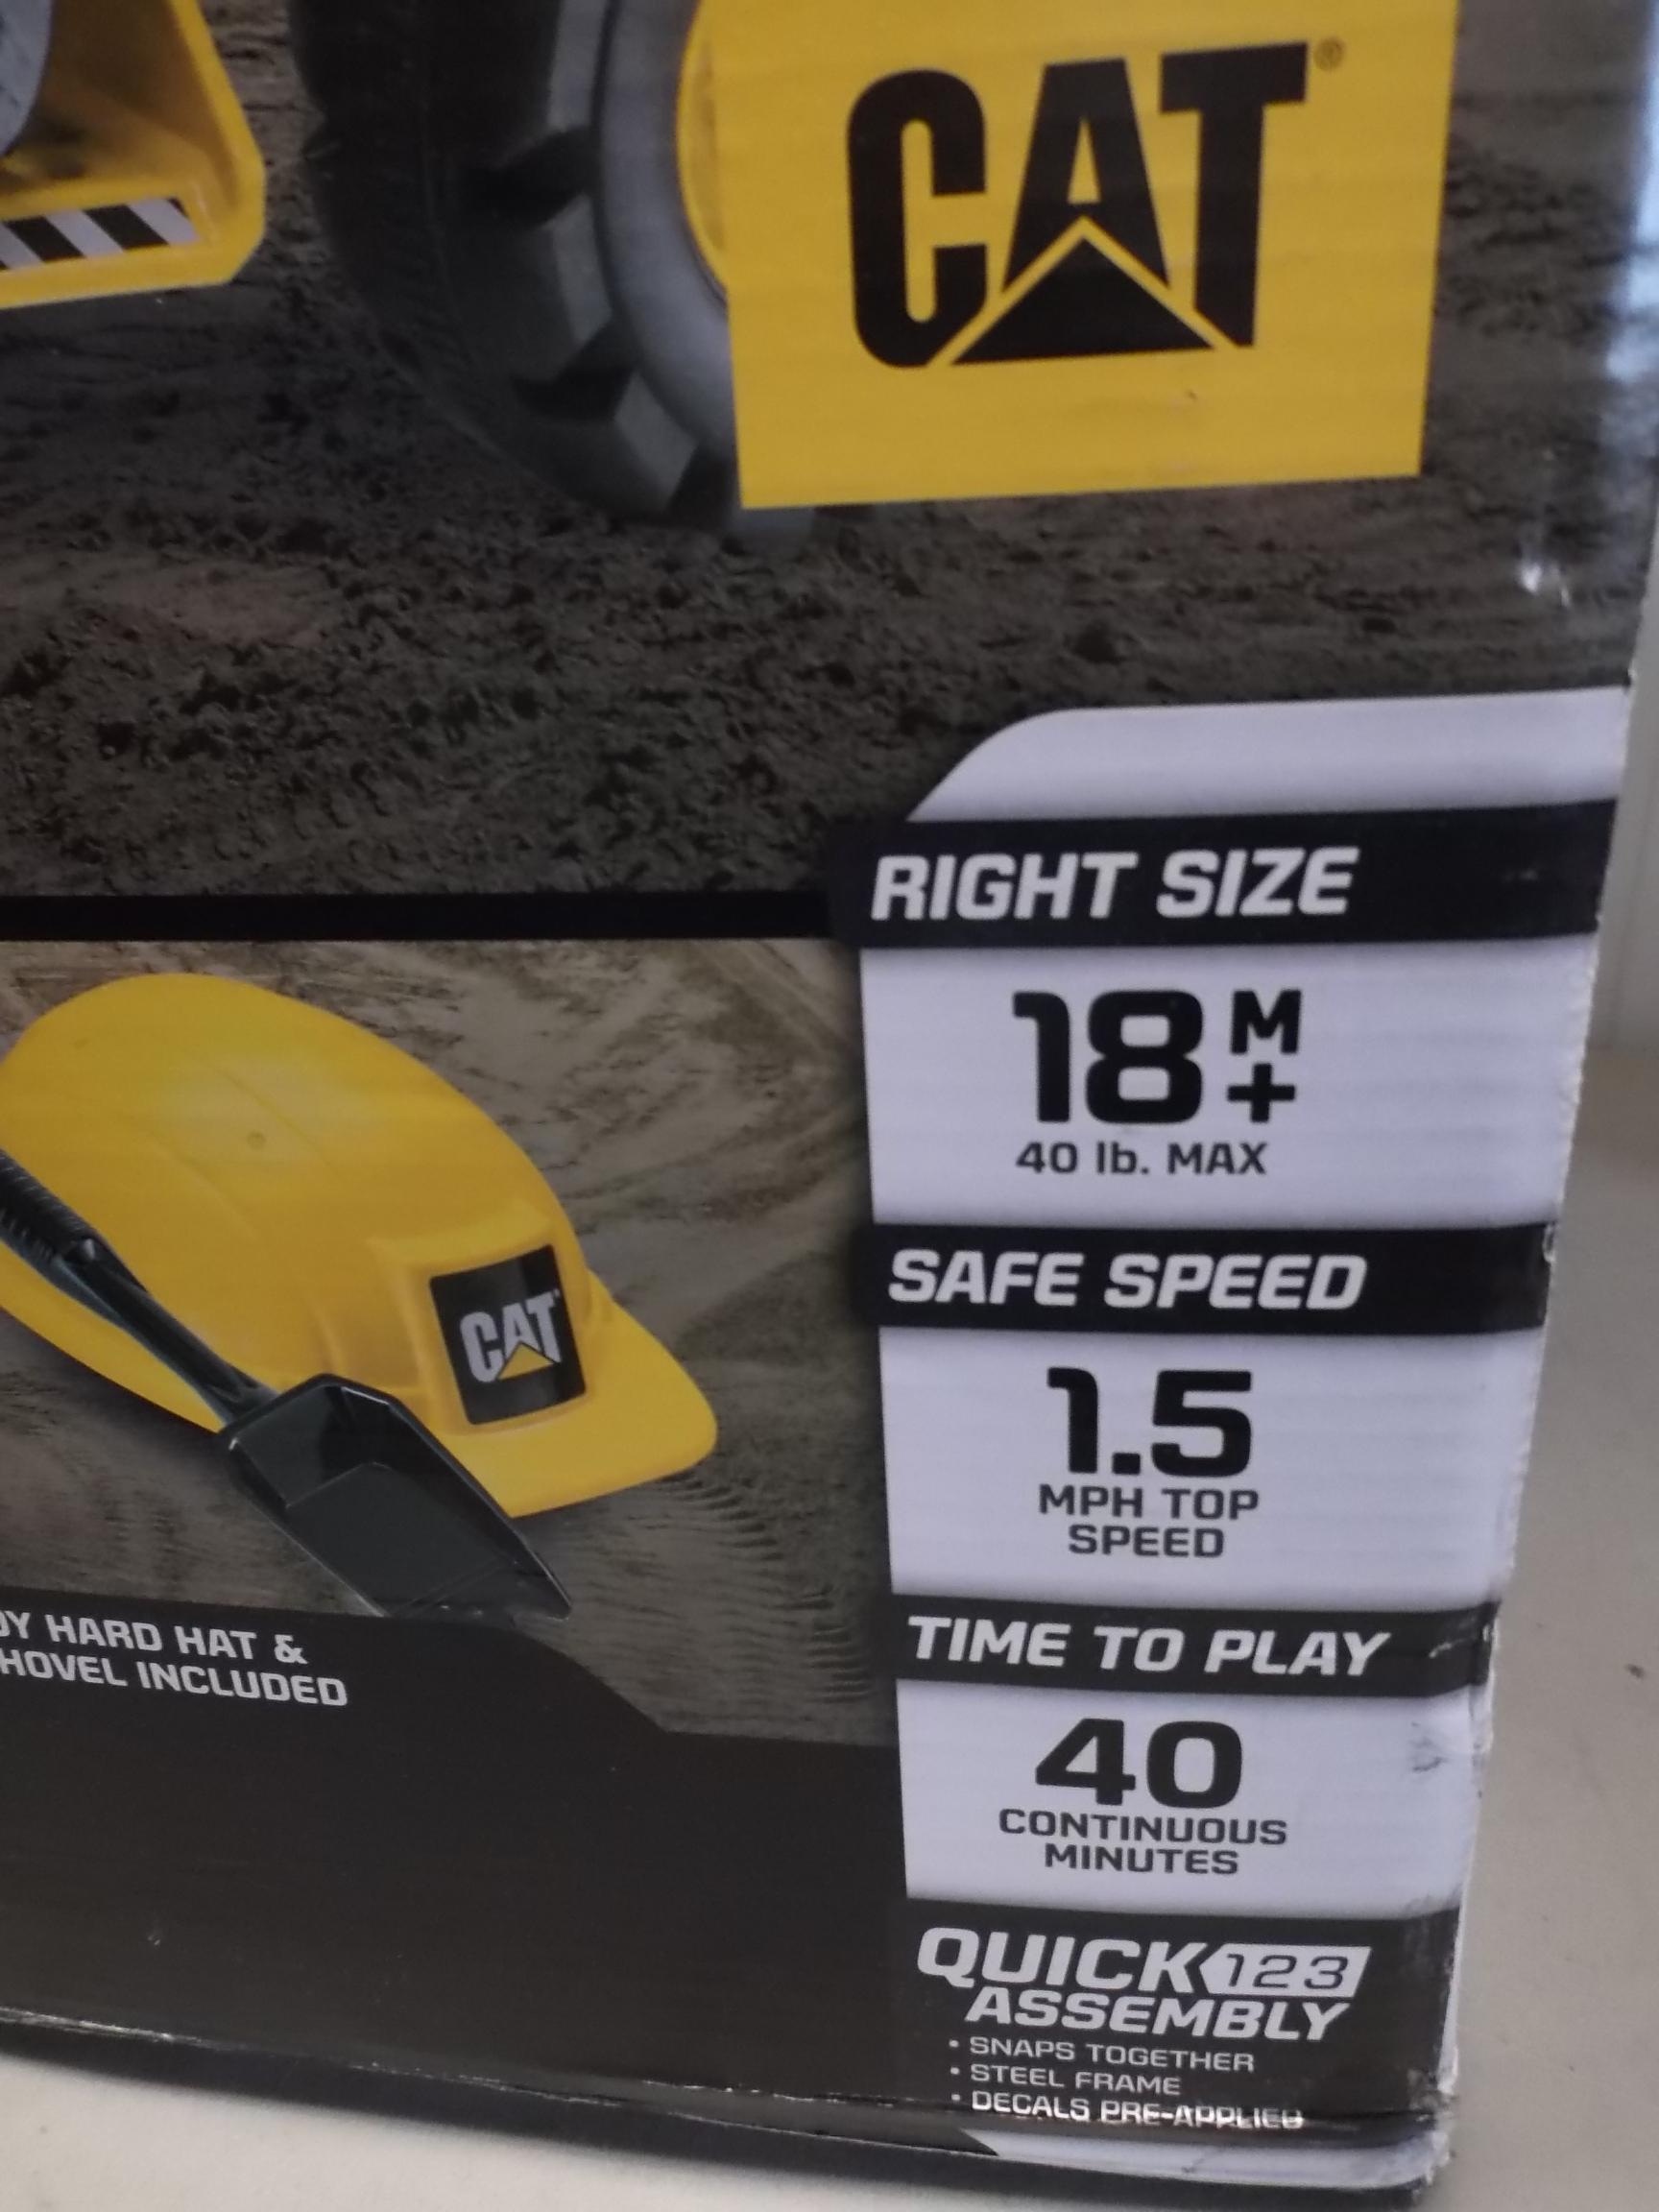 CAT®
RIGHT SIZE
18 M
+
40 lb. MAX
SAFE SPEED
1.5
MPH TOP
SPEED
TIME TO PLAY
40
CONTINUOUS
MINUTES
QUICK 123
ASSEMBLY
• SNAPS TOGETHER
• STEEL FRAME
• DECALS PRE-APPLIED
CAT
HARD HAT &
HOVEL INCLUDED